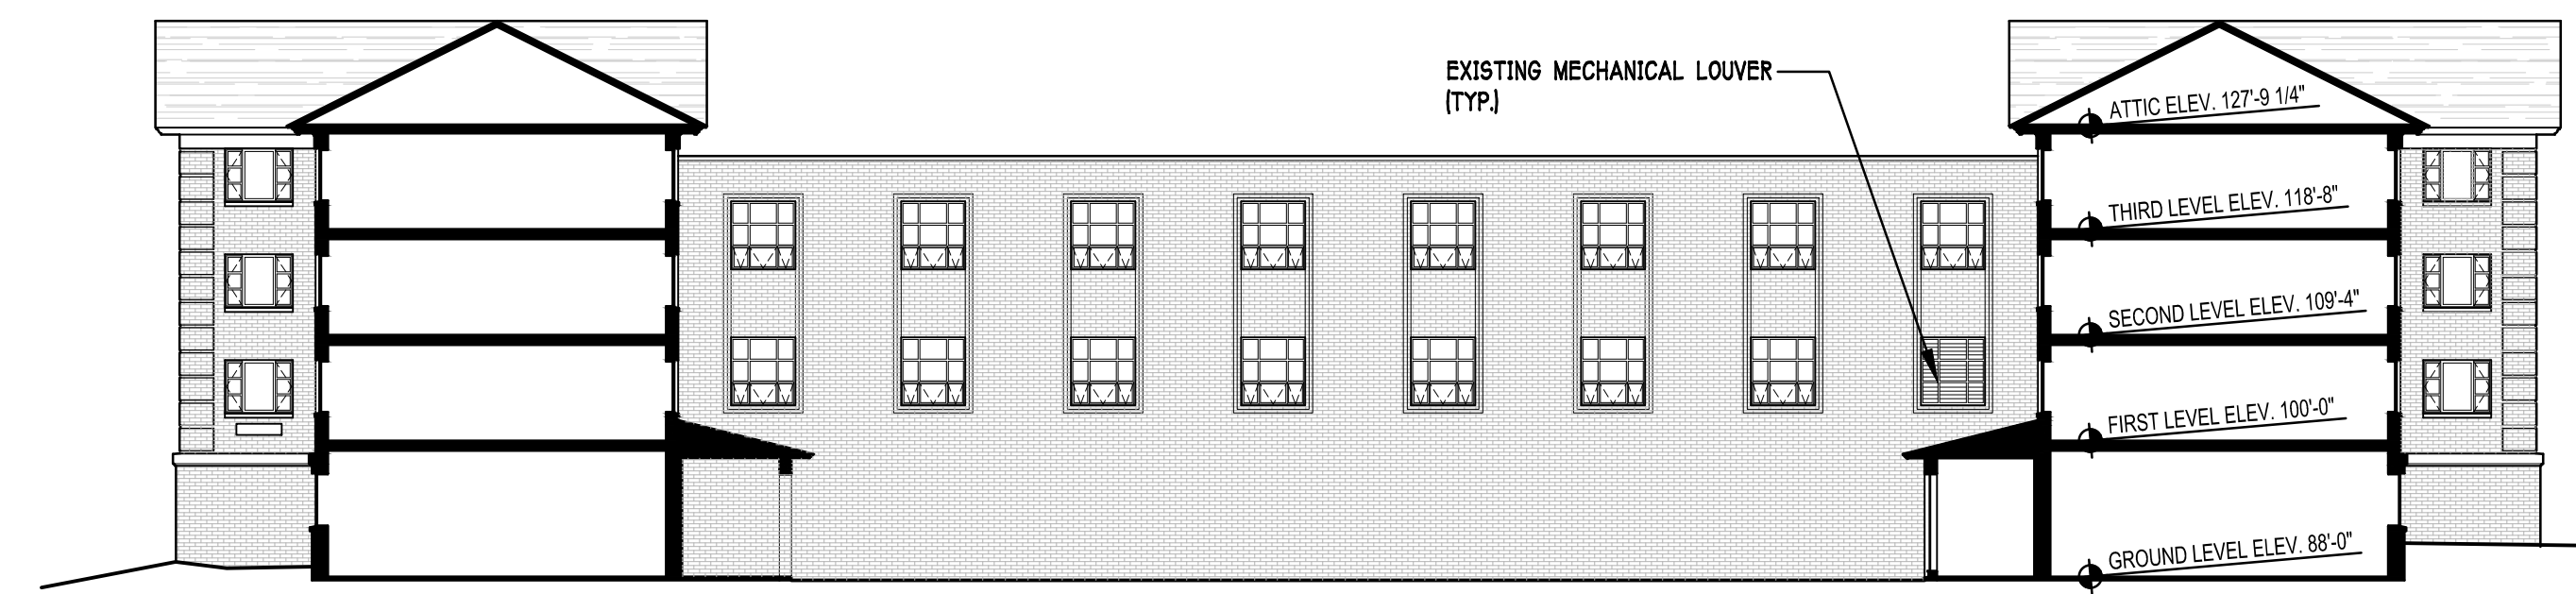 EXISTING MECHANICAL LOUVER
(TYP.)
ATTIC ELEV. 127'-9 1/4"
THIRD LEVEL ELEV. 118'-8"
SECOND LEVEL ELEV. 109'-4"
FIRST LEVEL ELEV. 100'-0"
GROUND LEVEL ELEV. 88'-0"